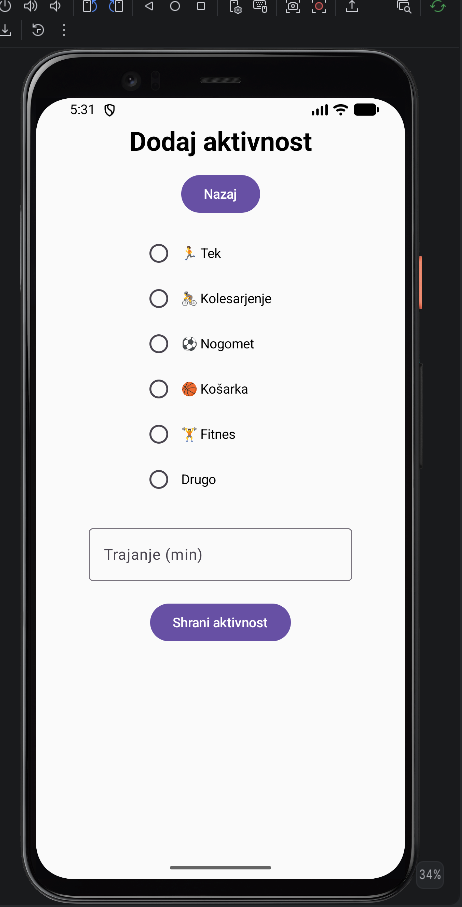 5:31
Dodaj aktivnost
Nazaj
🏃 Tek
🚴 Kolesarjenje
⚽ Nogomet
🏀 Košarka
🏋️ Fitnes
Drugo
Trajanje (min)
Shrani aktivnost
34%